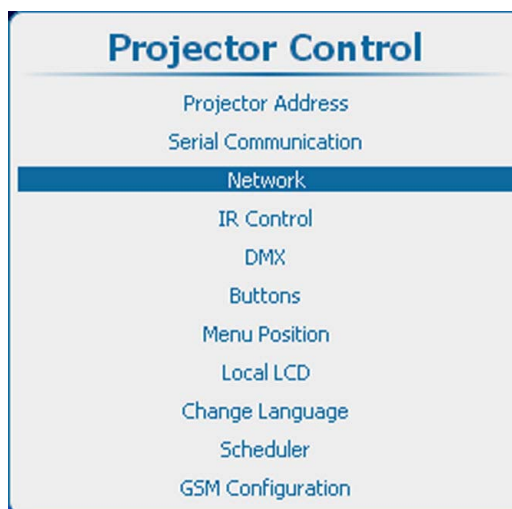 Projector Control
Projector Address
Serial Communication
Network
IR Control
DMX
Buttons
Menu Position
Local LCD
Change Language
Scheduler
GSM Configuration